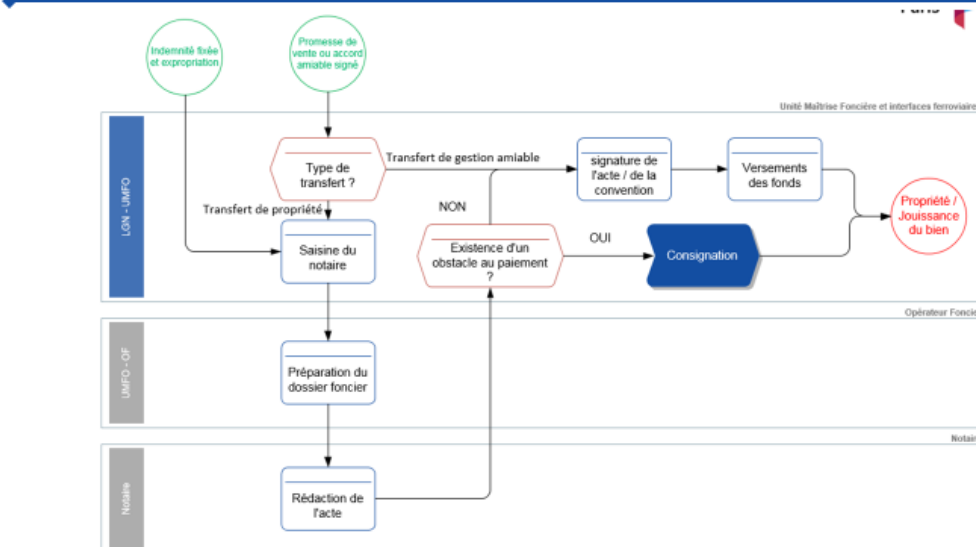 Indemnité fixée
et expropriation
Promesse de
vente ou accord
amiable signé
Unité Maîtrise Foncière et interfaces ferroviaire
LGN - UMFO
Type de
transfert ?
Transfert de gestion amiable
signature de
l'acte / de la
convention
Versements
des fonds
Propriété /
Jouissance
du bien
Transfert de propriété
NON
Saisine du
notaire
Existence d'un
obstacle au paiement
?
OUI
Consignation
Opérateur Foncie
UMFO - OF
Préparation du
dossier foncier
Notair
Notaire
Rédaction de
l'acte